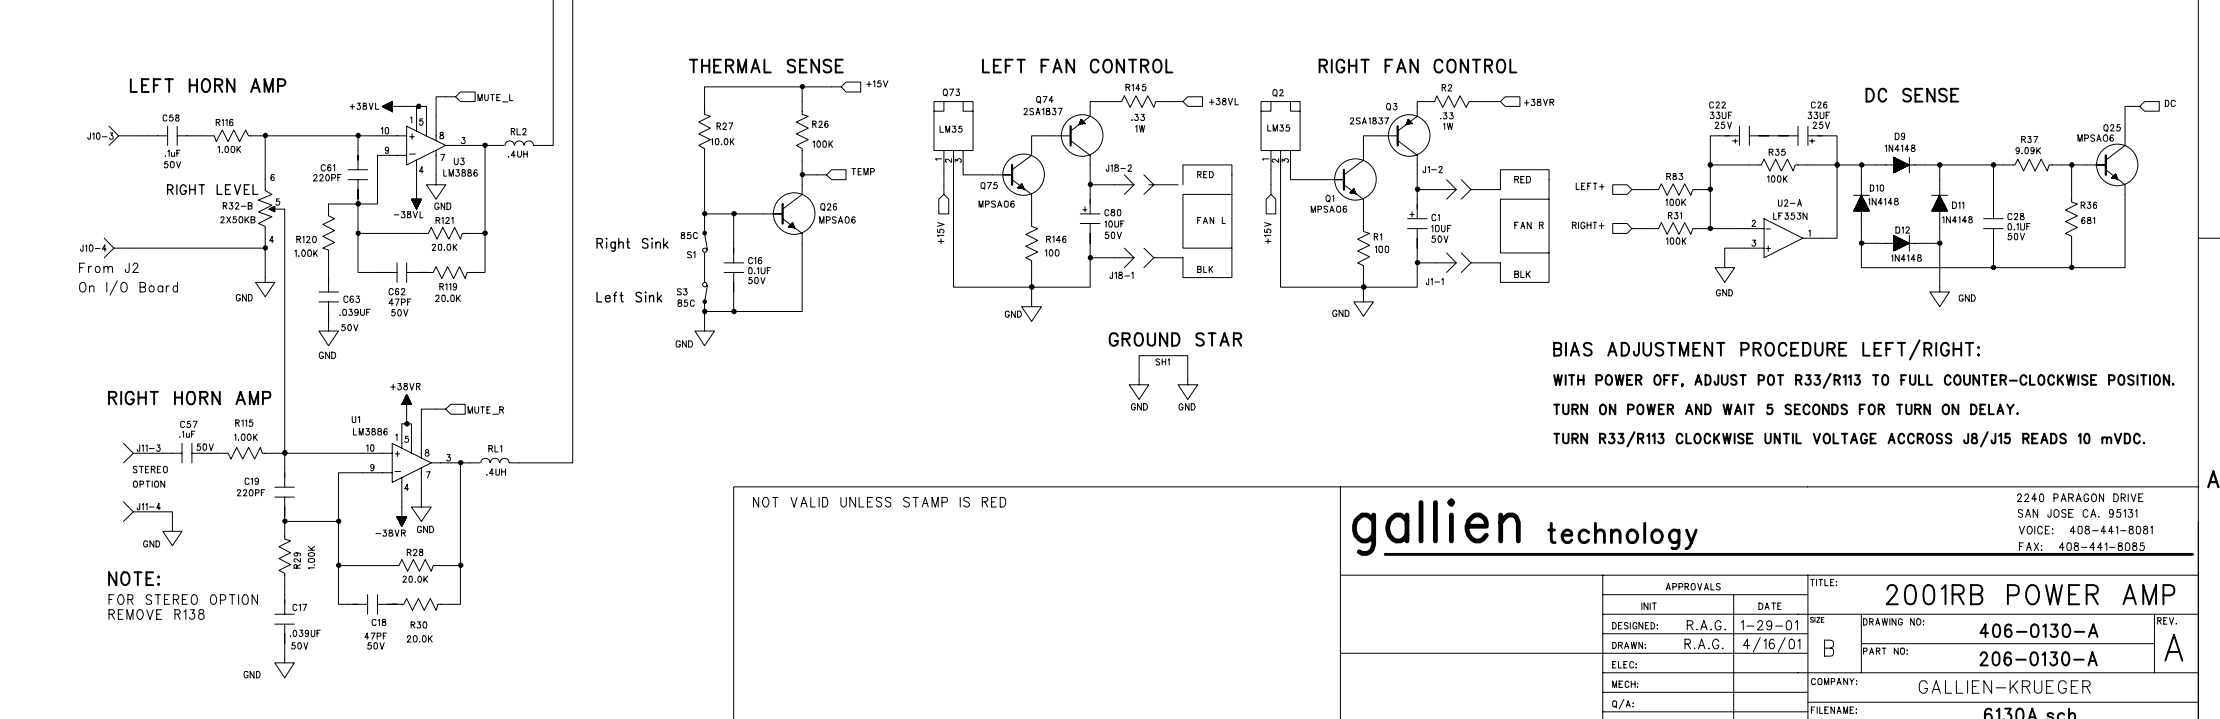 LEFT HORN AMP
J10-3
C58
.1uF
50V
R116
1.00K
+38VL
MUTE_L
1
5
10
9
8
3
7
4
U3
LM3886
RL2
.4UH
C61
220PF
-38VL
GND
RIGHT LEVEL
R32-B
2X50KB
6
5
4
J10-4
From J2
On I/O Board
GND
R120
1.00K
R121
20.0K
C62
47PF
50V
R119
20.0K
C63
.039UF
50V
GND
RIGHT HORN AMP
C57
.1uF
50V
R115
1.00K
J11-3
STEREO
OPTION
J11-4
GND
+38VR
MUTE_R
U1
LM3886
1
5
10
9
8
3
7
4
RL1
.4UH
C19
220PF
-38VR
GND
R29
1.00K
R28
20.0K
C18
47PF
50V
R30
20.0K
C17
.039UF
50V
GND
NOTE:
FOR STEREO OPTION
REMOVE R138
THERMAL SENSE
+15V
R27
10.0K
R26
100K
TEMP
Q26
MPSA06
Right Sink
85C
S1
C16
0.1UF
50V
Left Sink
S3
85C
GND
LEFT FAN CONTROL
Q73
LM35
1
2
3
+15V
Q74
2SA1837
R145
.33
1W
+38VL
Q75
MPSA06
R146
100
J18-2
C80
10UF
50V
J18-1
RED
FAN L
BLK
GND
RIGHT FAN CONTROL
Q2
LM35
1
2
3
+15V
Q3
2SA1837
R2
.33
1W
+38VR
Q1
MPSA06
R1
100
J1-2
C1
10UF
50V
J1-1
RED
FAN R
BLK
GND
GROUND STAR
SH1
GND
GND
DC SENSE
C22
33UF
25V
C26
33UF
25V
R35
100K
LEFT+
R83
100K
RIGHT+
R31
100K
U2-A
LF353N
2
3
1
GND
D9
1N4148
D10
1N4148
D11
1N4148
D12
1N4148
C28
0.1UF
50V
R37
9.09K
R36
681
Q25
MPSA06
DC
GND
BIAS ADJUSTMENT PROCEDURE LEFT/RIGHT:
WITH POWER OFF, ADJUST POT R33/R113 TO FULL COUNTER-CLOCKWISE POSITION.
TURN ON POWER AND WAIT 5 SECONDS FOR TURN ON DELAY.
TURN R33/R113 CLOCKWISE UNTIL VOLTAGE ACCROSS J8/J15 READS 10 mVDC.
A
NOT VALID UNLESS STAMP IS RED
gallien technology
2240 PARAGON DRIVE
SAN JOSE CA. 95131
VOICE: 408-441-8081
FAX: 408-441-8085
APPROVALS
INIT
DATE
DESIGNED: R.A.G. 1-29-01
DRAWN: R.A.G. 4/16/01
ELEC:
MECH:
Q/A:
TITLE:
2001RB POWER AMP
SIZE
B
DRAWING NO:
406-0130-A
PART NO:
206-0130-A
REV.
A
COMPANY:
GALLIEN-KRUEGER
FILENAME:
6130A.sch